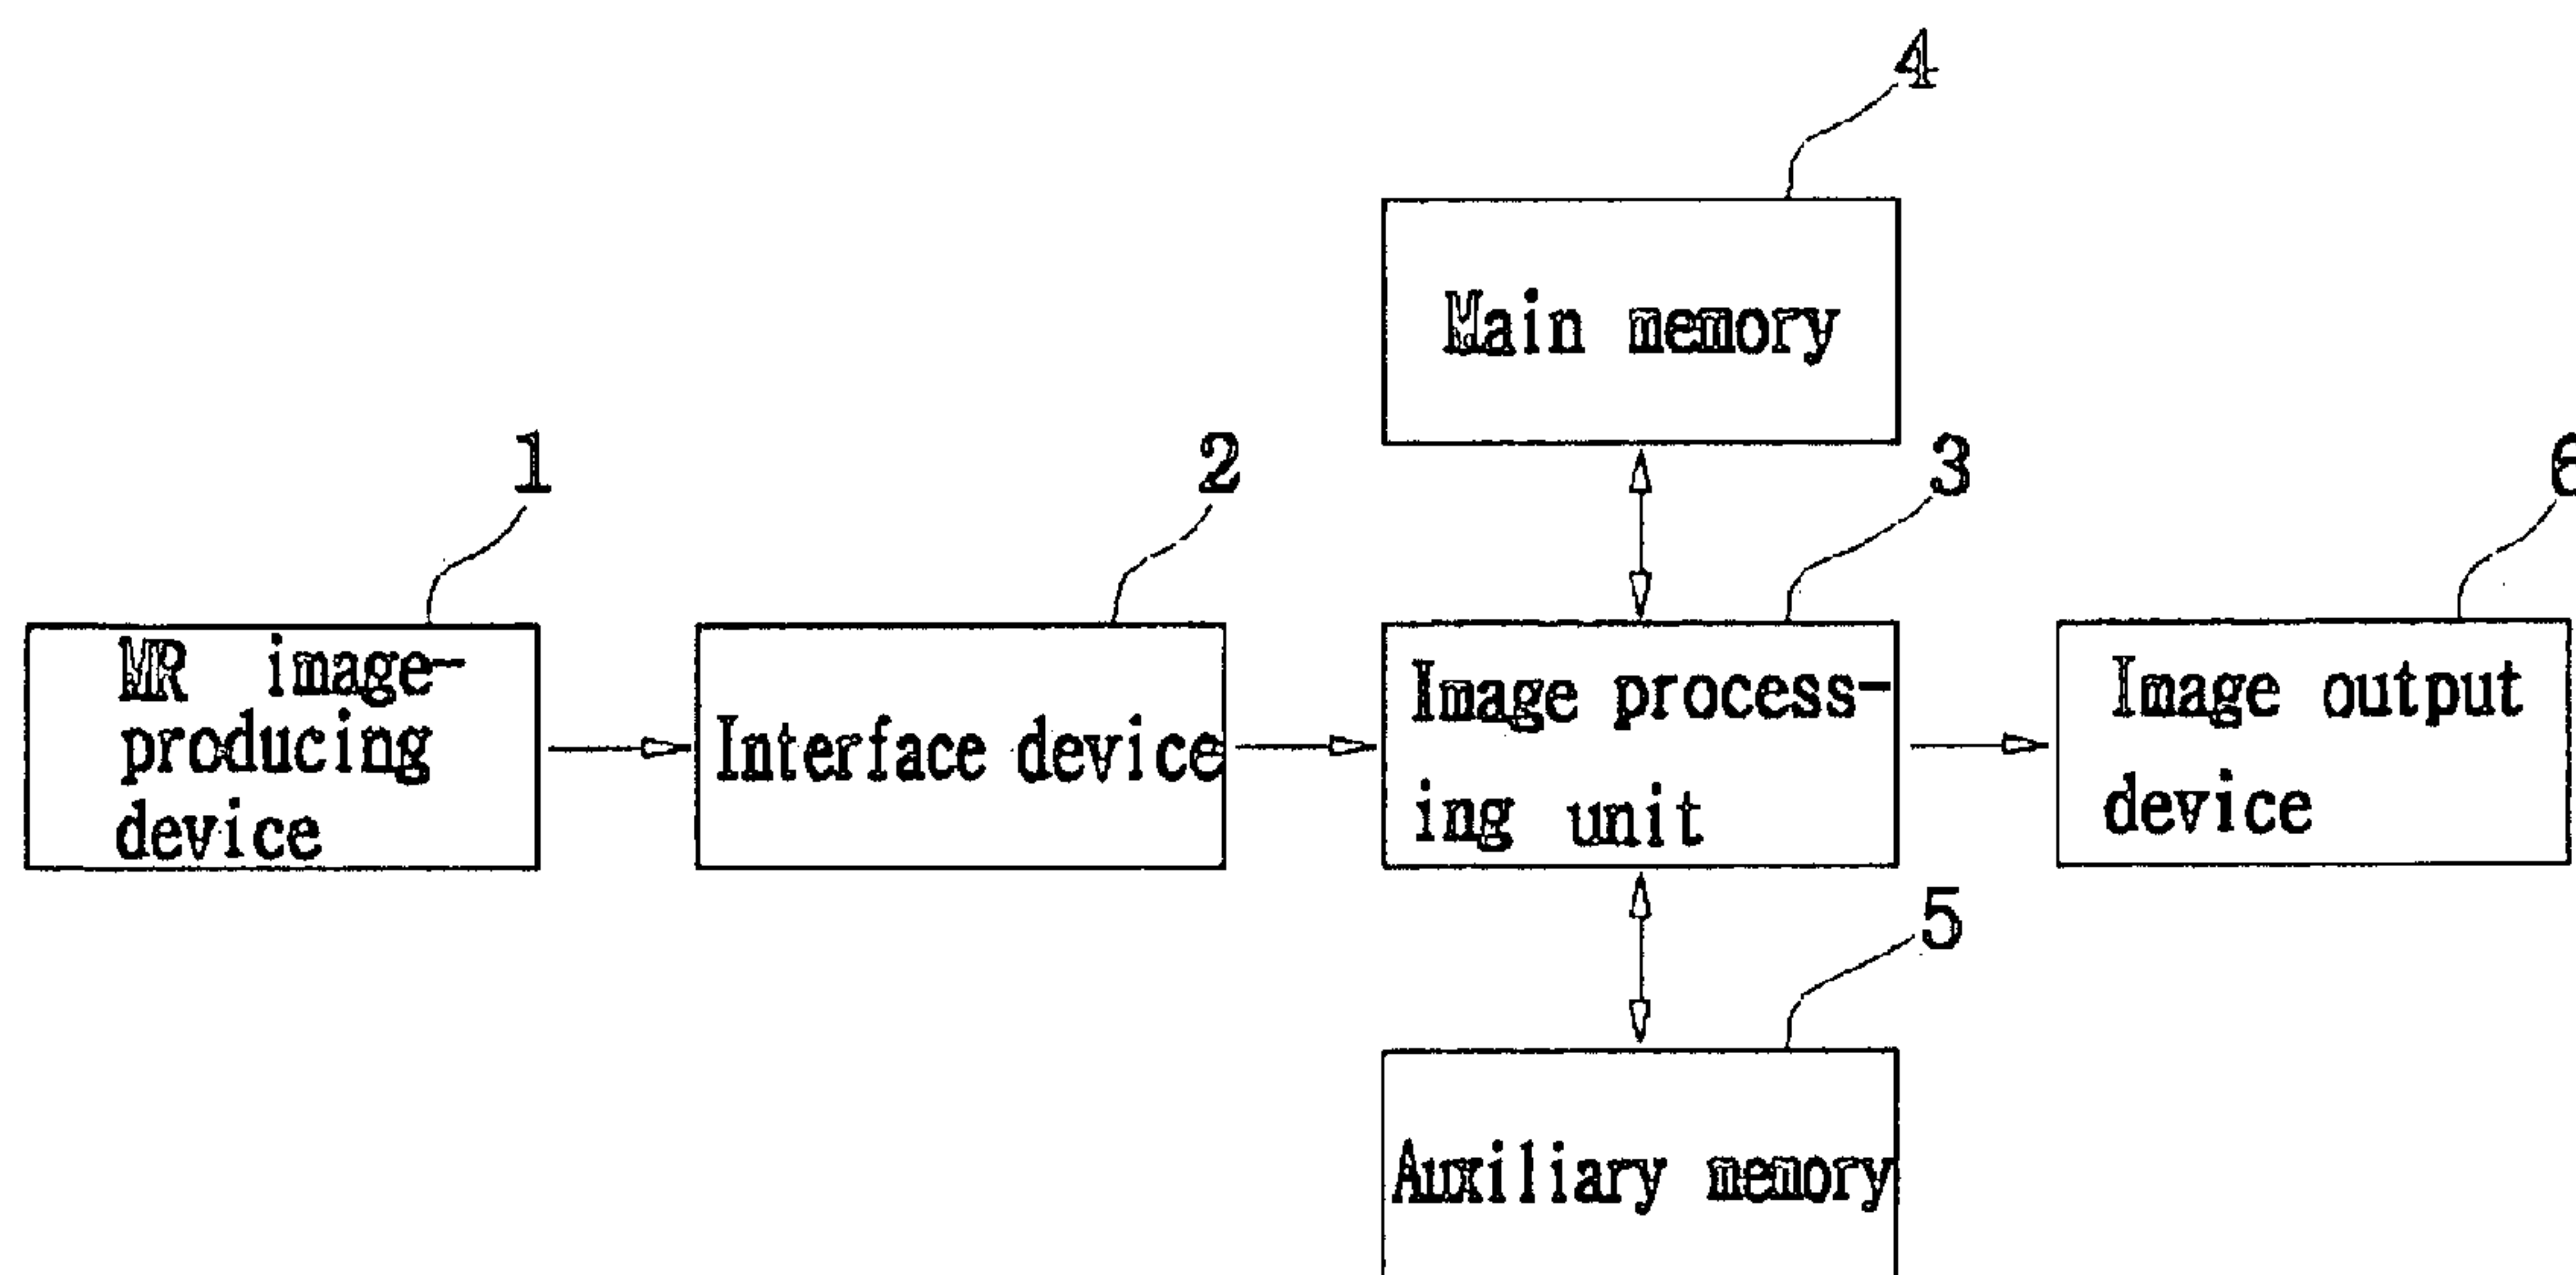 4
Main memory
1
2
3
6
MR image-
producing
device
Interface device
Image process-
ing unit
Image output
device
5
Auxiliary memory